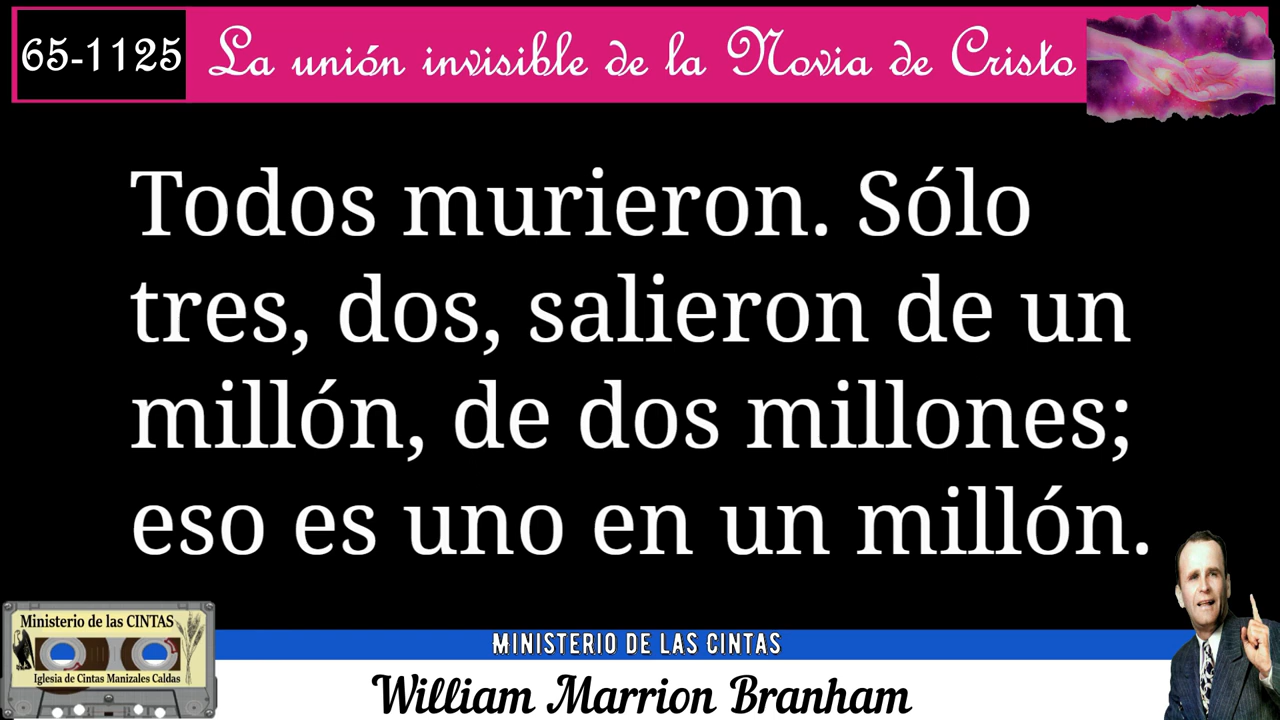 65-1125 La unión invisible de la Novia de Cristo
Todos murieron. Sólo
tres, dos, salieron de un
millón, de dos millones;
eso es uno en un millón.
Ministerio de las CINTAS
Iglesia de Cintas Manizales Caldas
MINISTERIO DE LAS CINTAS
William Marrion Branham